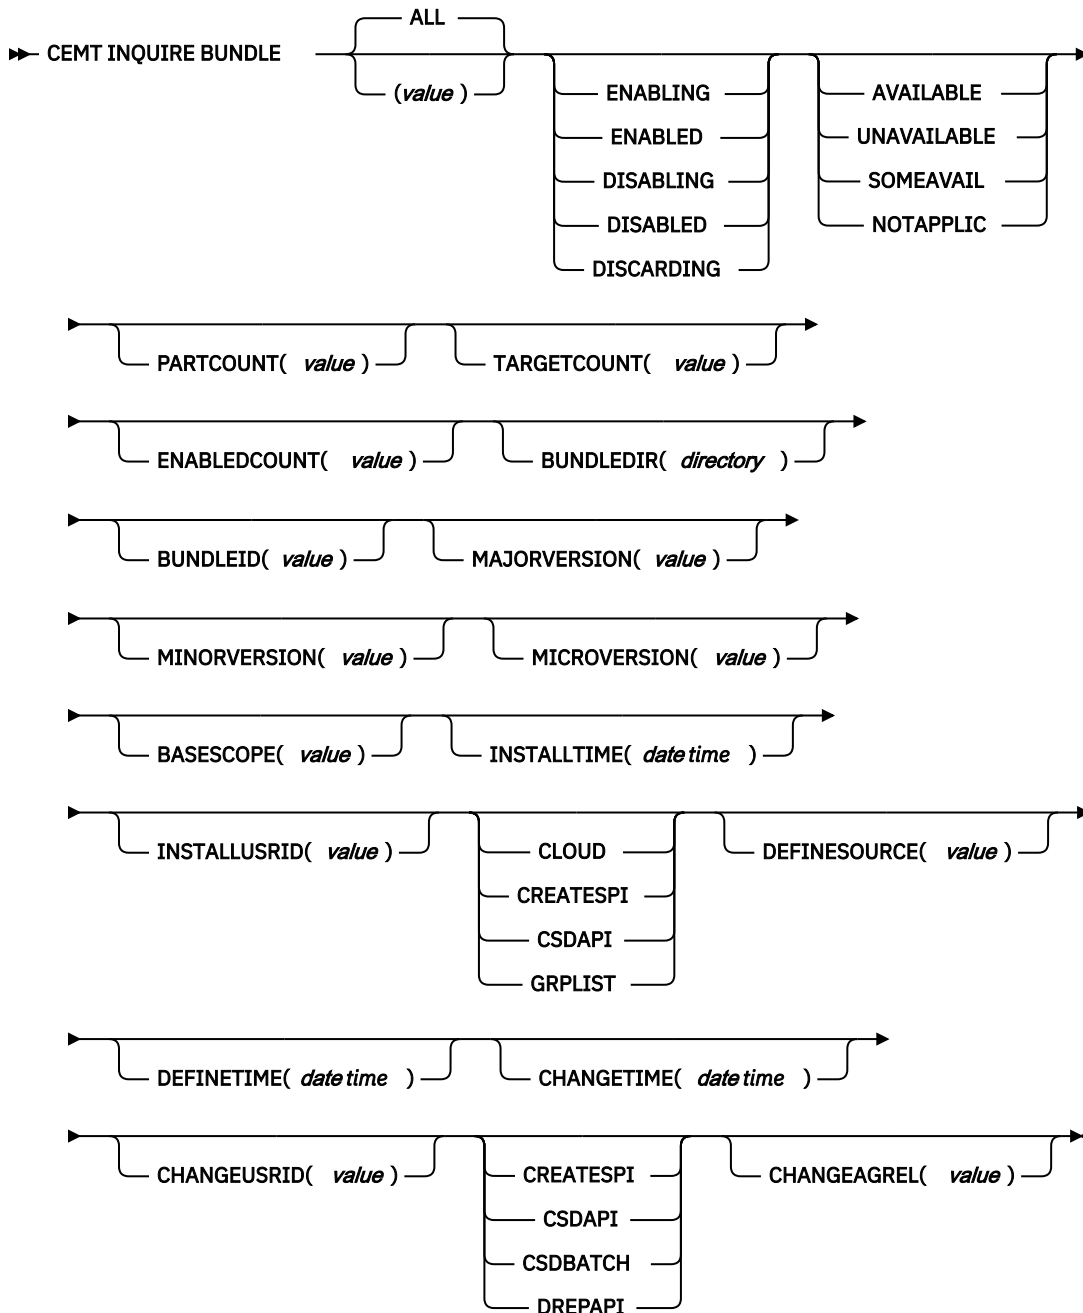 ALL
CEMT INQUIRE BUNDLE
(value )
ENABLING
AVAILABLE
ENABLED
UNAVAILABLE
DISABLING
SOMEAVAIL
DISABLED
NOTAPPLIC
DISCARDING
PARTCOUNT( value ) TARGETCOUNT( value )
ENABLEDCOUNT( value ) BUNDLEDIR( directory )
BUNDLEID( value ) MAJORVERSION( value )
MINORVERSION( value ) MICROVERSION( value )
BASESCOPE( value ) INSTALLTIME( date time )
INSTALLUSRID( value ) CLOUD DEFINESOURCE( value )
CREATESPI
CSDAPI
GRPLIST
DEFINETIME( date time ) CHANGETIME( date time )
CHANGEUSRID( value ) CREATESPI CHANGEAGREL( value )
CSDAPI
CSDBATCH
DREPAPI